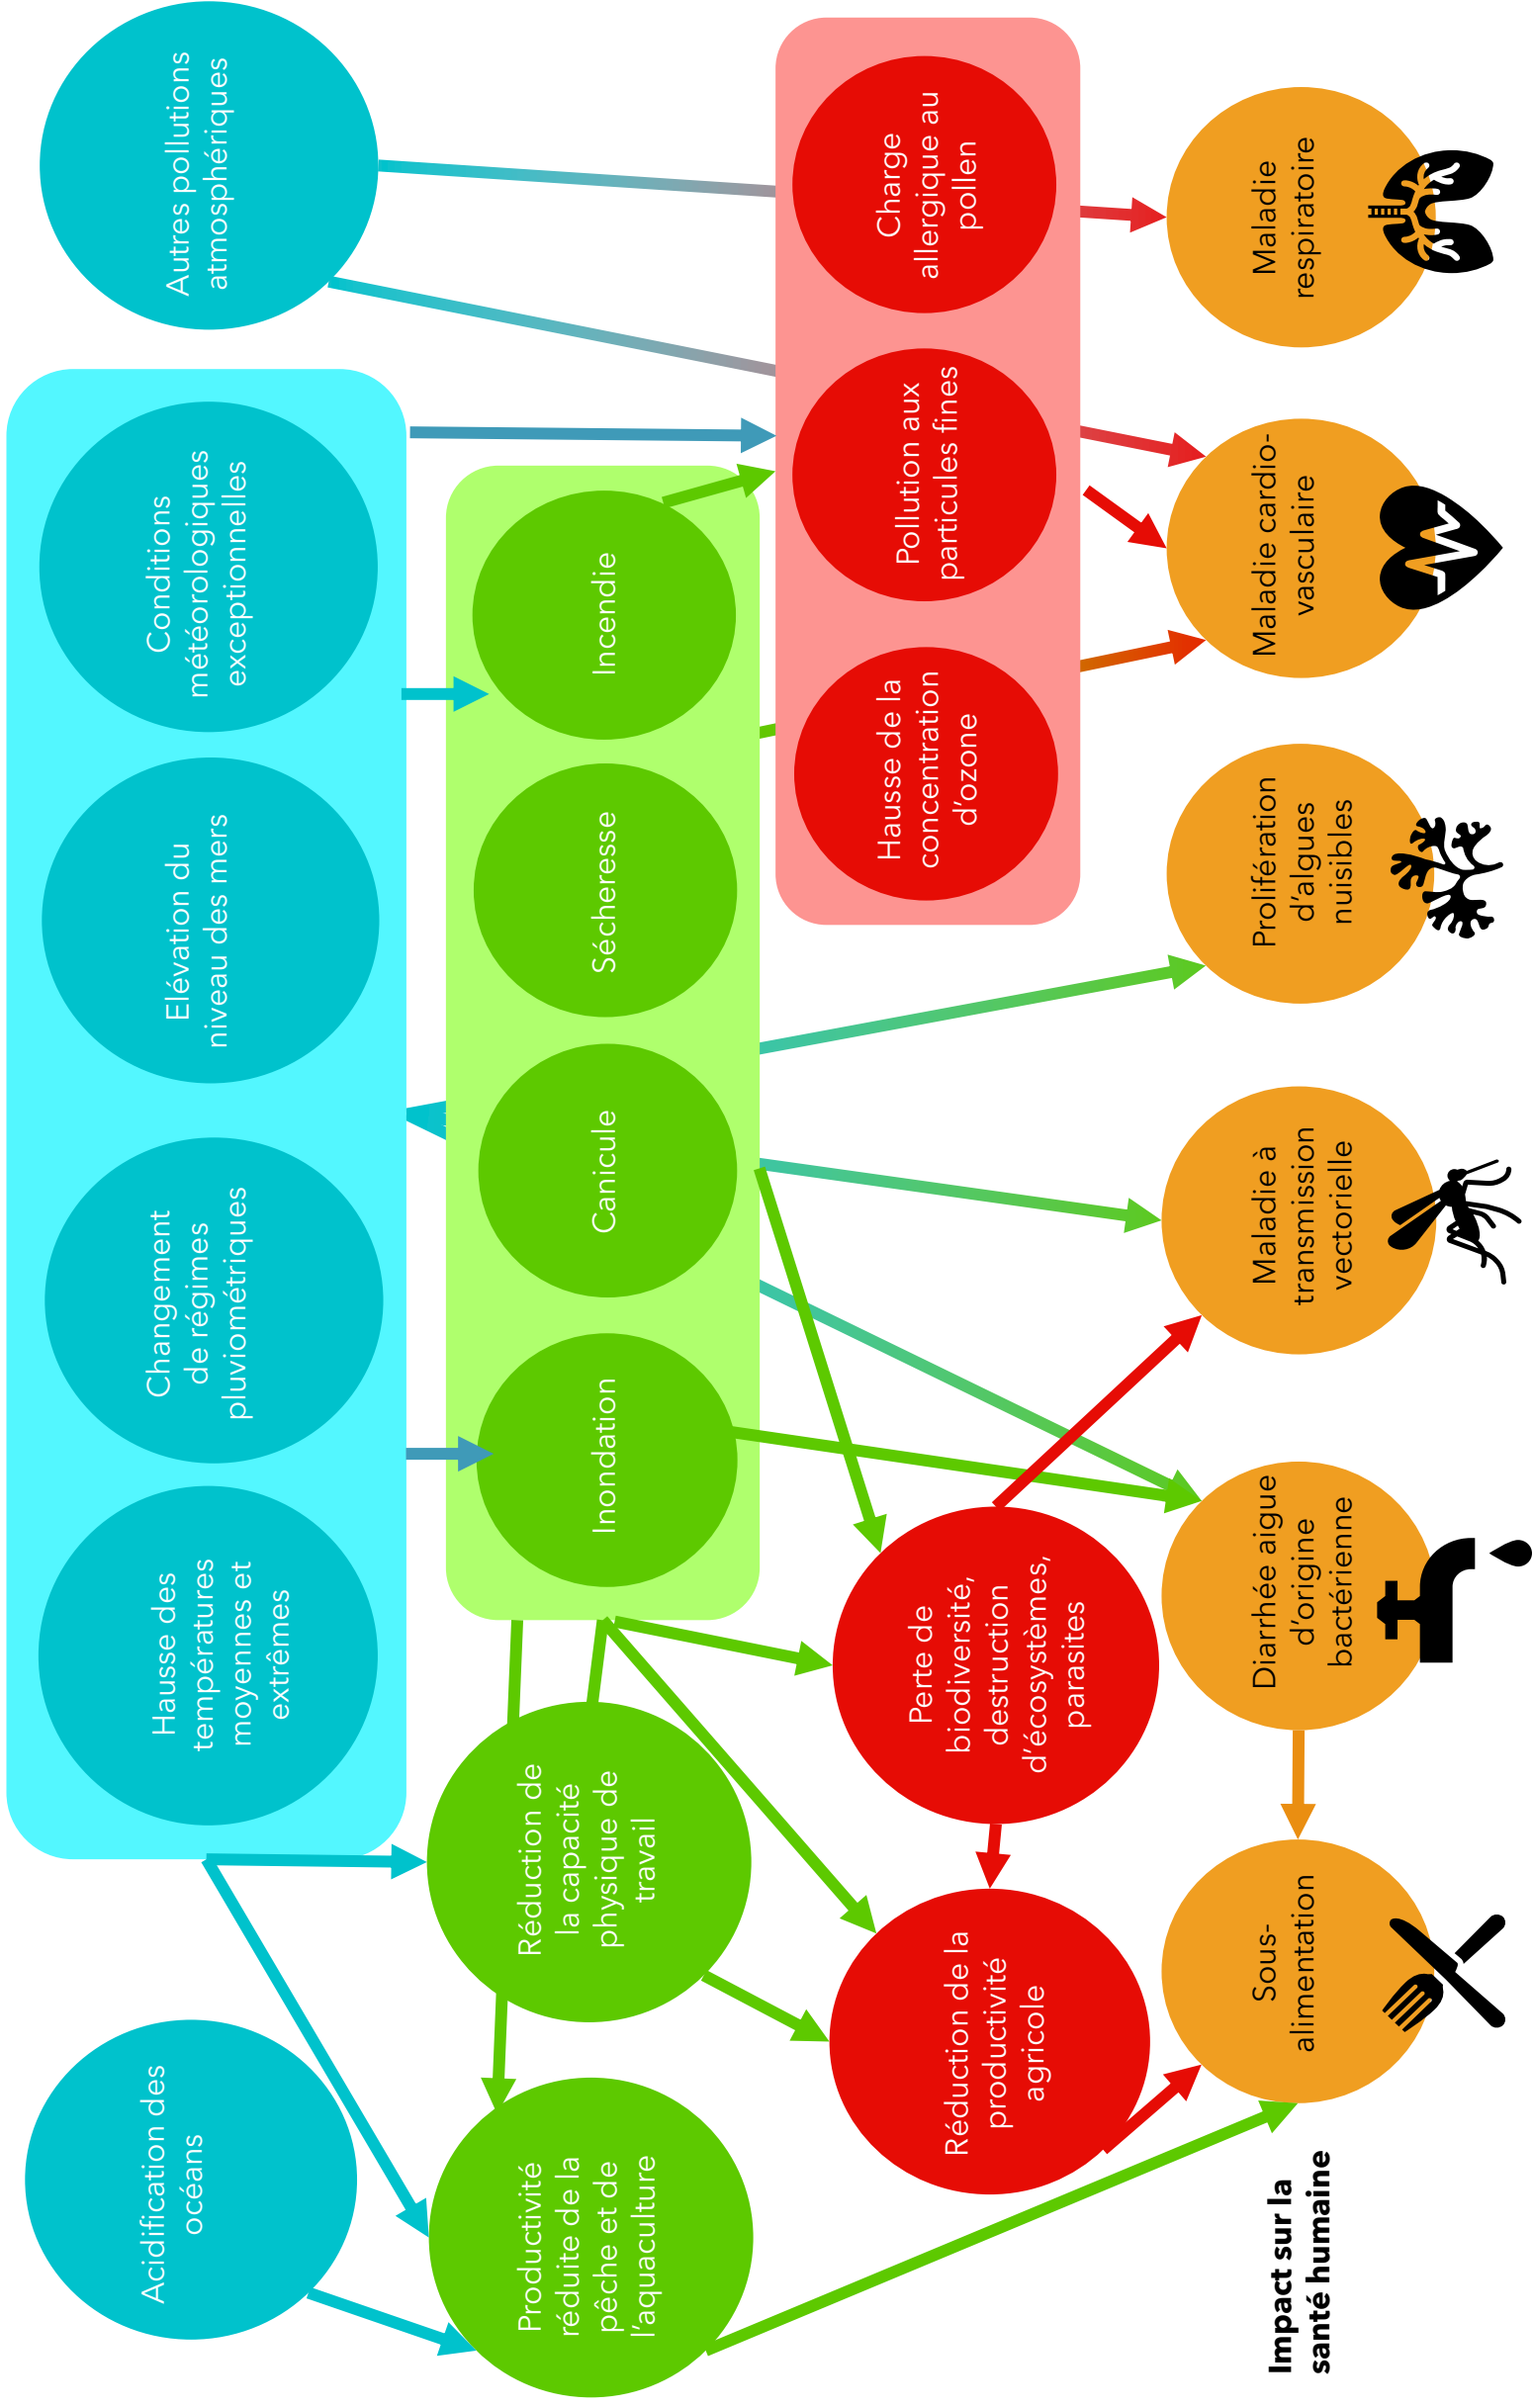 Acidification des
océans
Hausse des
températures
moyennes et
extrêmes
Changement
de régimes
pluviométriques
Elévation du
niveau des mers
Conditions
météorologiques
exceptionnelles
Autres pollutions
atmosphériques
Productivité
réduite de la
pêche et de
l’aquaculture
Réduction de
la capacité
physique de
travail
Inondation
Canicule
Sécheresse
Incendie
Réduction de la
productivité
agricole
Perte de
biodiversité,
destruction
d’écosystèmes,
parasites
Hausse de la
concentration
d’ozone
Pollution aux
particules fines
Charge
allergique au
pollen
Impact sur la
santé humaine
Sous-
alimentation
Diarrhée aigue
d’origine
bactérienne
Maladie à
transmission
vectorielle
Prolifération
d’algues
nuisibles
Maladie cardio-
vasculaire
Maladie
respiratoire